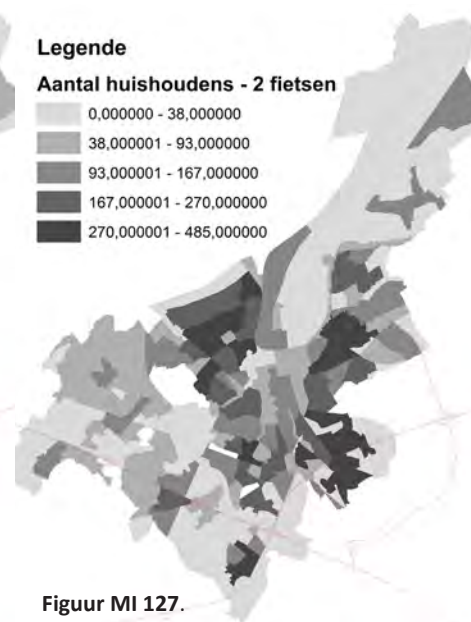 Legende
Aantal huishoudens - 2 fietsen
0,000000 - 38,000000
38,000001 - 93,000000
93,000001 - 167,000000
167,000001 - 270,000000
270,000001 - 485,000000
Figuur MI 127.